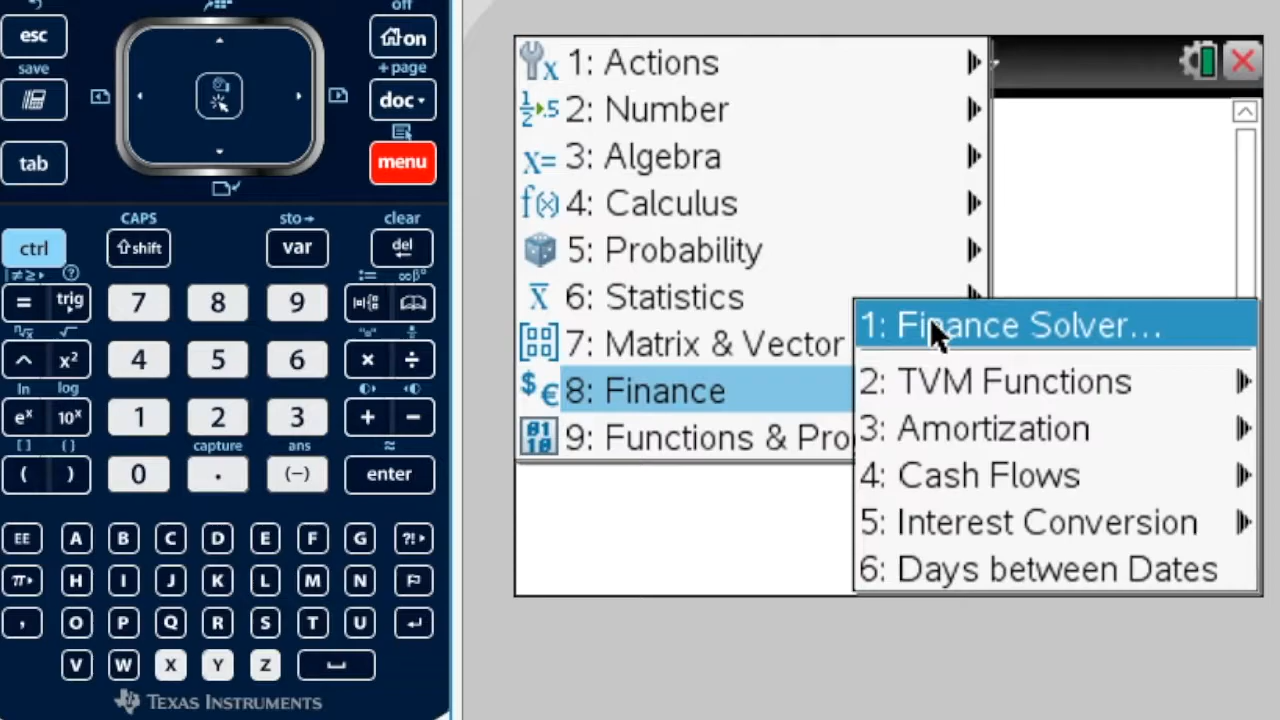 off
esc
on
save
+ page
doc
tab
menu
CAPS
sto→
clear
ctrl
⇧shift
var
del
|≠≥▸
?
:=
∞β°
=
trig
7
8
9
ⁿ√x
√
"☺"
^
x²
4
5
6
×
÷
ln
log
eˣ
10ˣ
1
2
3
+
−
[ ]
{ }
capture
ans
≈
(
)
0
.
(−)
enter
EE
A
B
C
D
E
F
G
?!▸
π▸
H
I
J
K
L
M
N
,
O
P
Q
R
S
T
U
V
W
X
Y
Z
TEXAS INSTRUMENTS
1: Actions
2: Number
3: Algebra
4: Calculus
5: Probability
6: Statistics
7: Matrix & Vector
8: Finance
9: Functions & Pro
1: Finance Solver...
2: TVM Functions
3: Amortization
4: Cash Flows
5: Interest Conversion
6: Days between Dates